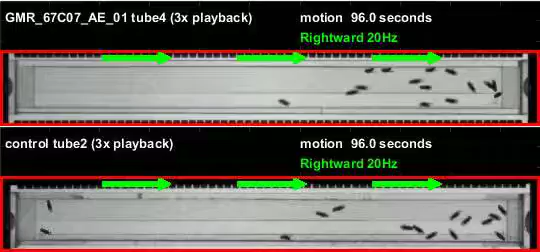 GMR_67C07_AE_01 tube4 (3x playback)
motion 96.0 seconds
Rightward 20Hz
control tube2 (3x playback)
motion 96.0 seconds
Rightward 20Hz